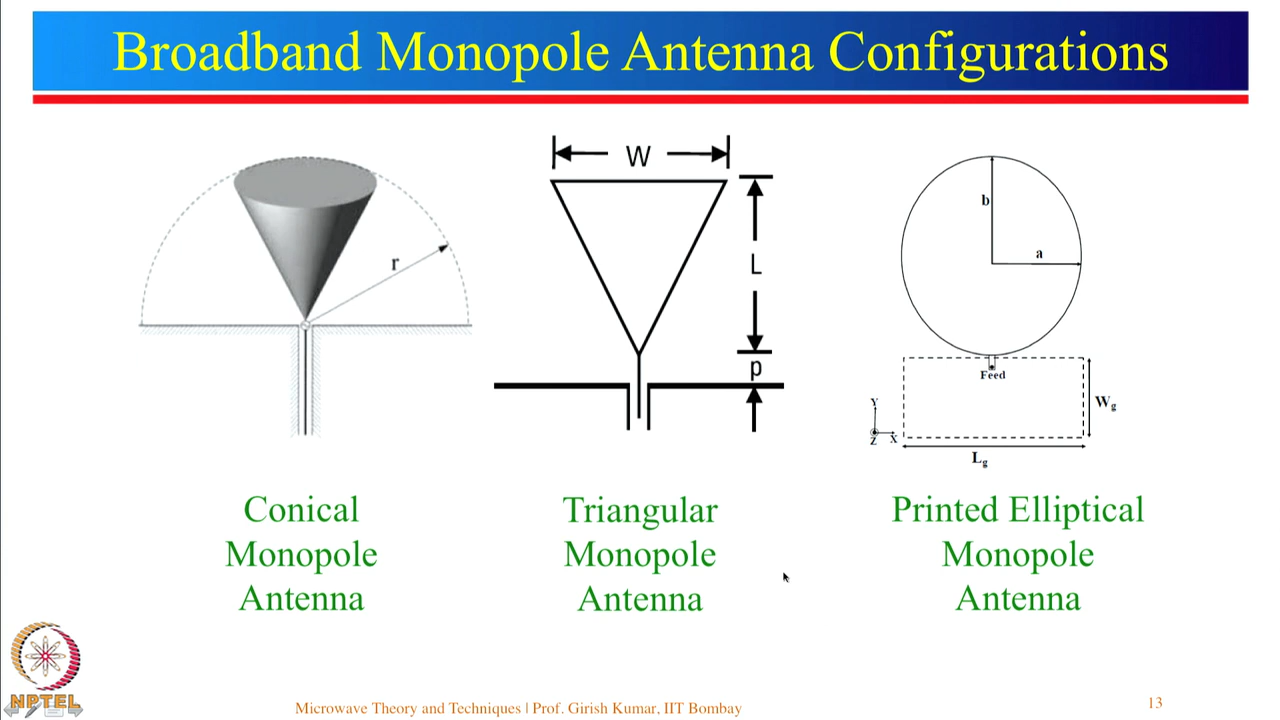 Broadband Monopole Antenna Configurations
r
W
L
p
b
a
Feed
Wg
Lg
Y
Z X
Conical
Monopole
Antenna
Triangular
Monopole
Antenna
Printed Elliptical
Monopole
Antenna
NPTEL
Microwave Theory and Techniques | Prof. Girish Kumar, IIT Bombay
13